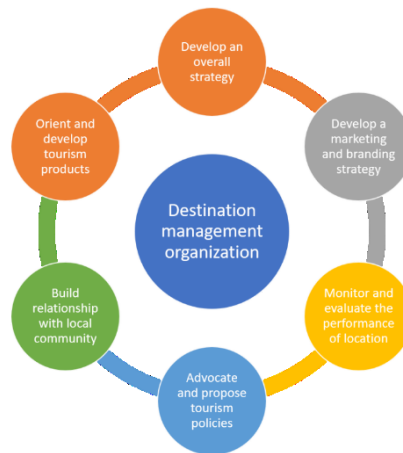 Develop an
overall
strategy
Develop a
marketing
and branding
strategy
Monitor and
evaluate the
performance
of location
Advocate
and propose
tourism
policies
Build
relationship
with local
community
Orient and
develop
tourism
products
Destination
management
organization